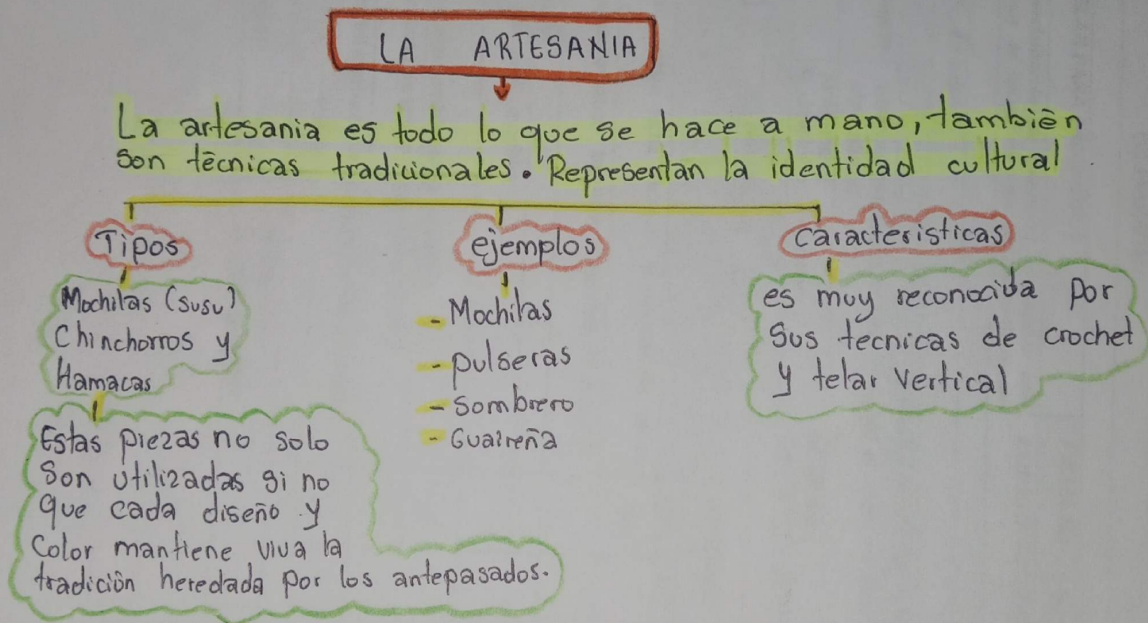 LA ARTESANIA
La artesania es todo lo que se hace a mano, también
son técnicas tradicionales. Representan la identidad cultural
Tipos
Mochilas (susu)
Chinchorros y
Hamacas
Estas piezas no solo
son utilizadas si no
que cada diseño y
Color mantiene viva la
tradición heredada por los antepasados.
ejemplos
- Mochilas
- pulseras
- Sombrero
- Guaireña
caracteristicas
es muy reconocida por
Sus tecnicas de crochet
y telar vertical